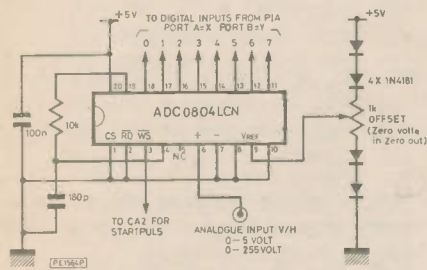 +5V
TO DIGITAL INPUTS FROM PIA
PORT A=X PORT B=Y
+5V
0 1 2 3 4 5 6 7
20 19 18 17 16 15 14 13 12 11
4X 1N4181
ADC0804LCN
100n
10k
1k
OFFSET
(Zero volts
in Zero out)
CS RD WS + - VREF
1 2 3 4 5 6 7 8 9 10
NC
180p
TO CA2 FOR
STARTPULS
ANALOGUE INPUT V/H
0-5 VOLT
0-255VOLT
PE1564P